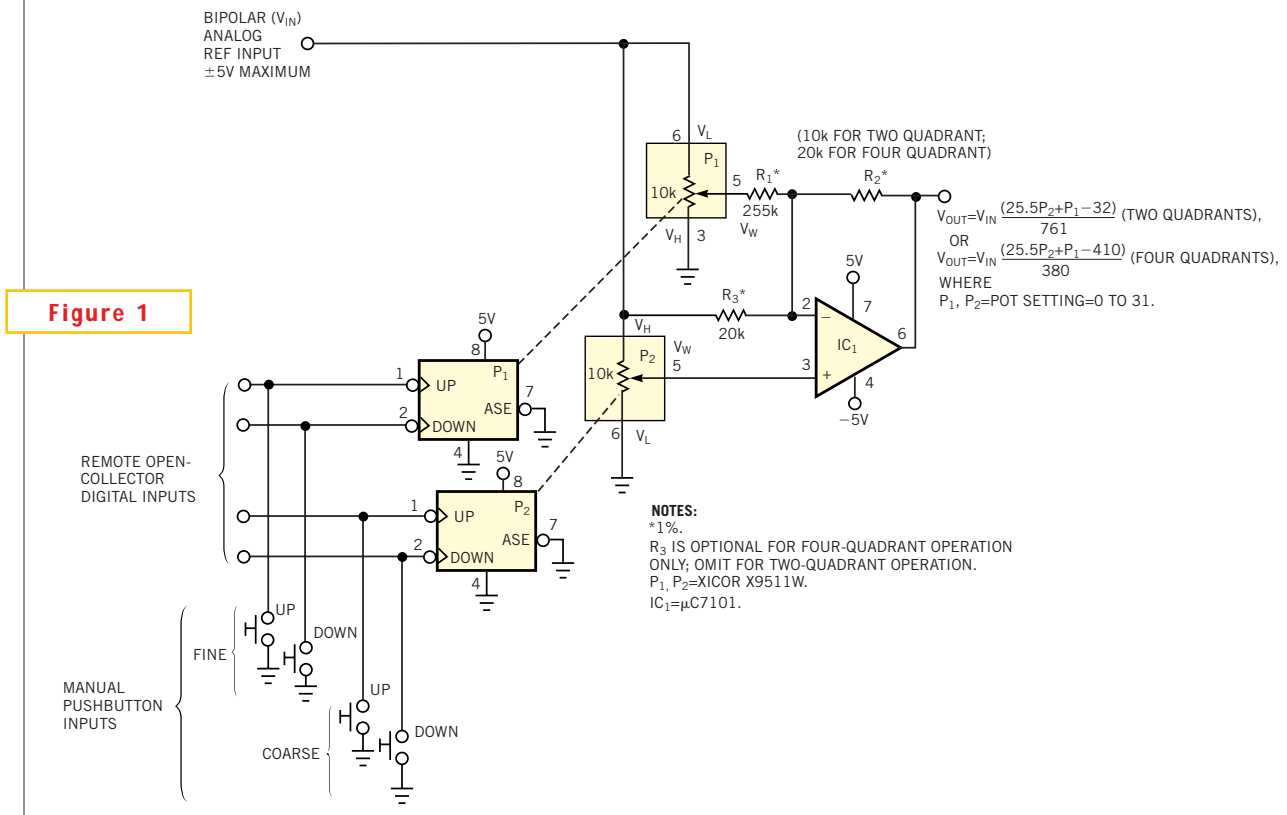 BIPOLAR (VIN)
ANALOG
REF INPUT
±5V MAXIMUM
6 VL
P1
10k
5
VH 3
R1*
255k
VW
(10k FOR TWO QUADRANT;
20k FOR FOUR QUADRANT)
R2*
VOUT=VIN (25.5P2+P1−32) (TWO QUADRANTS),
761
OR
VOUT=VIN (25.5P2+P1−410) (FOUR QUADRANTS),
380
WHERE
P1, P2=POT SETTING=0 TO 31.
Figure 1
R3*
20k
VH
P2
VW
5
10k
6 VL
5V
7
2
−
IC1
6
3
+
4
−5V
5V
8
P1
1
UP
7
ASE
2
DOWN
4
5V
8
P2
1
UP
7
ASE
2
DOWN
4
REMOTE OPEN-
COLLECTOR
DIGITAL INPUTS
NOTES:
*1%.
R3 IS OPTIONAL FOR FOUR-QUADRANT OPERATION
ONLY; OMIT FOR TWO-QUADRANT OPERATION.
P1, P2=XICOR X9511W.
IC1=μC7101.
UP
DOWN
FINE
MANUAL
PUSHBUTTON
INPUTS
UP
DOWN
COARSE